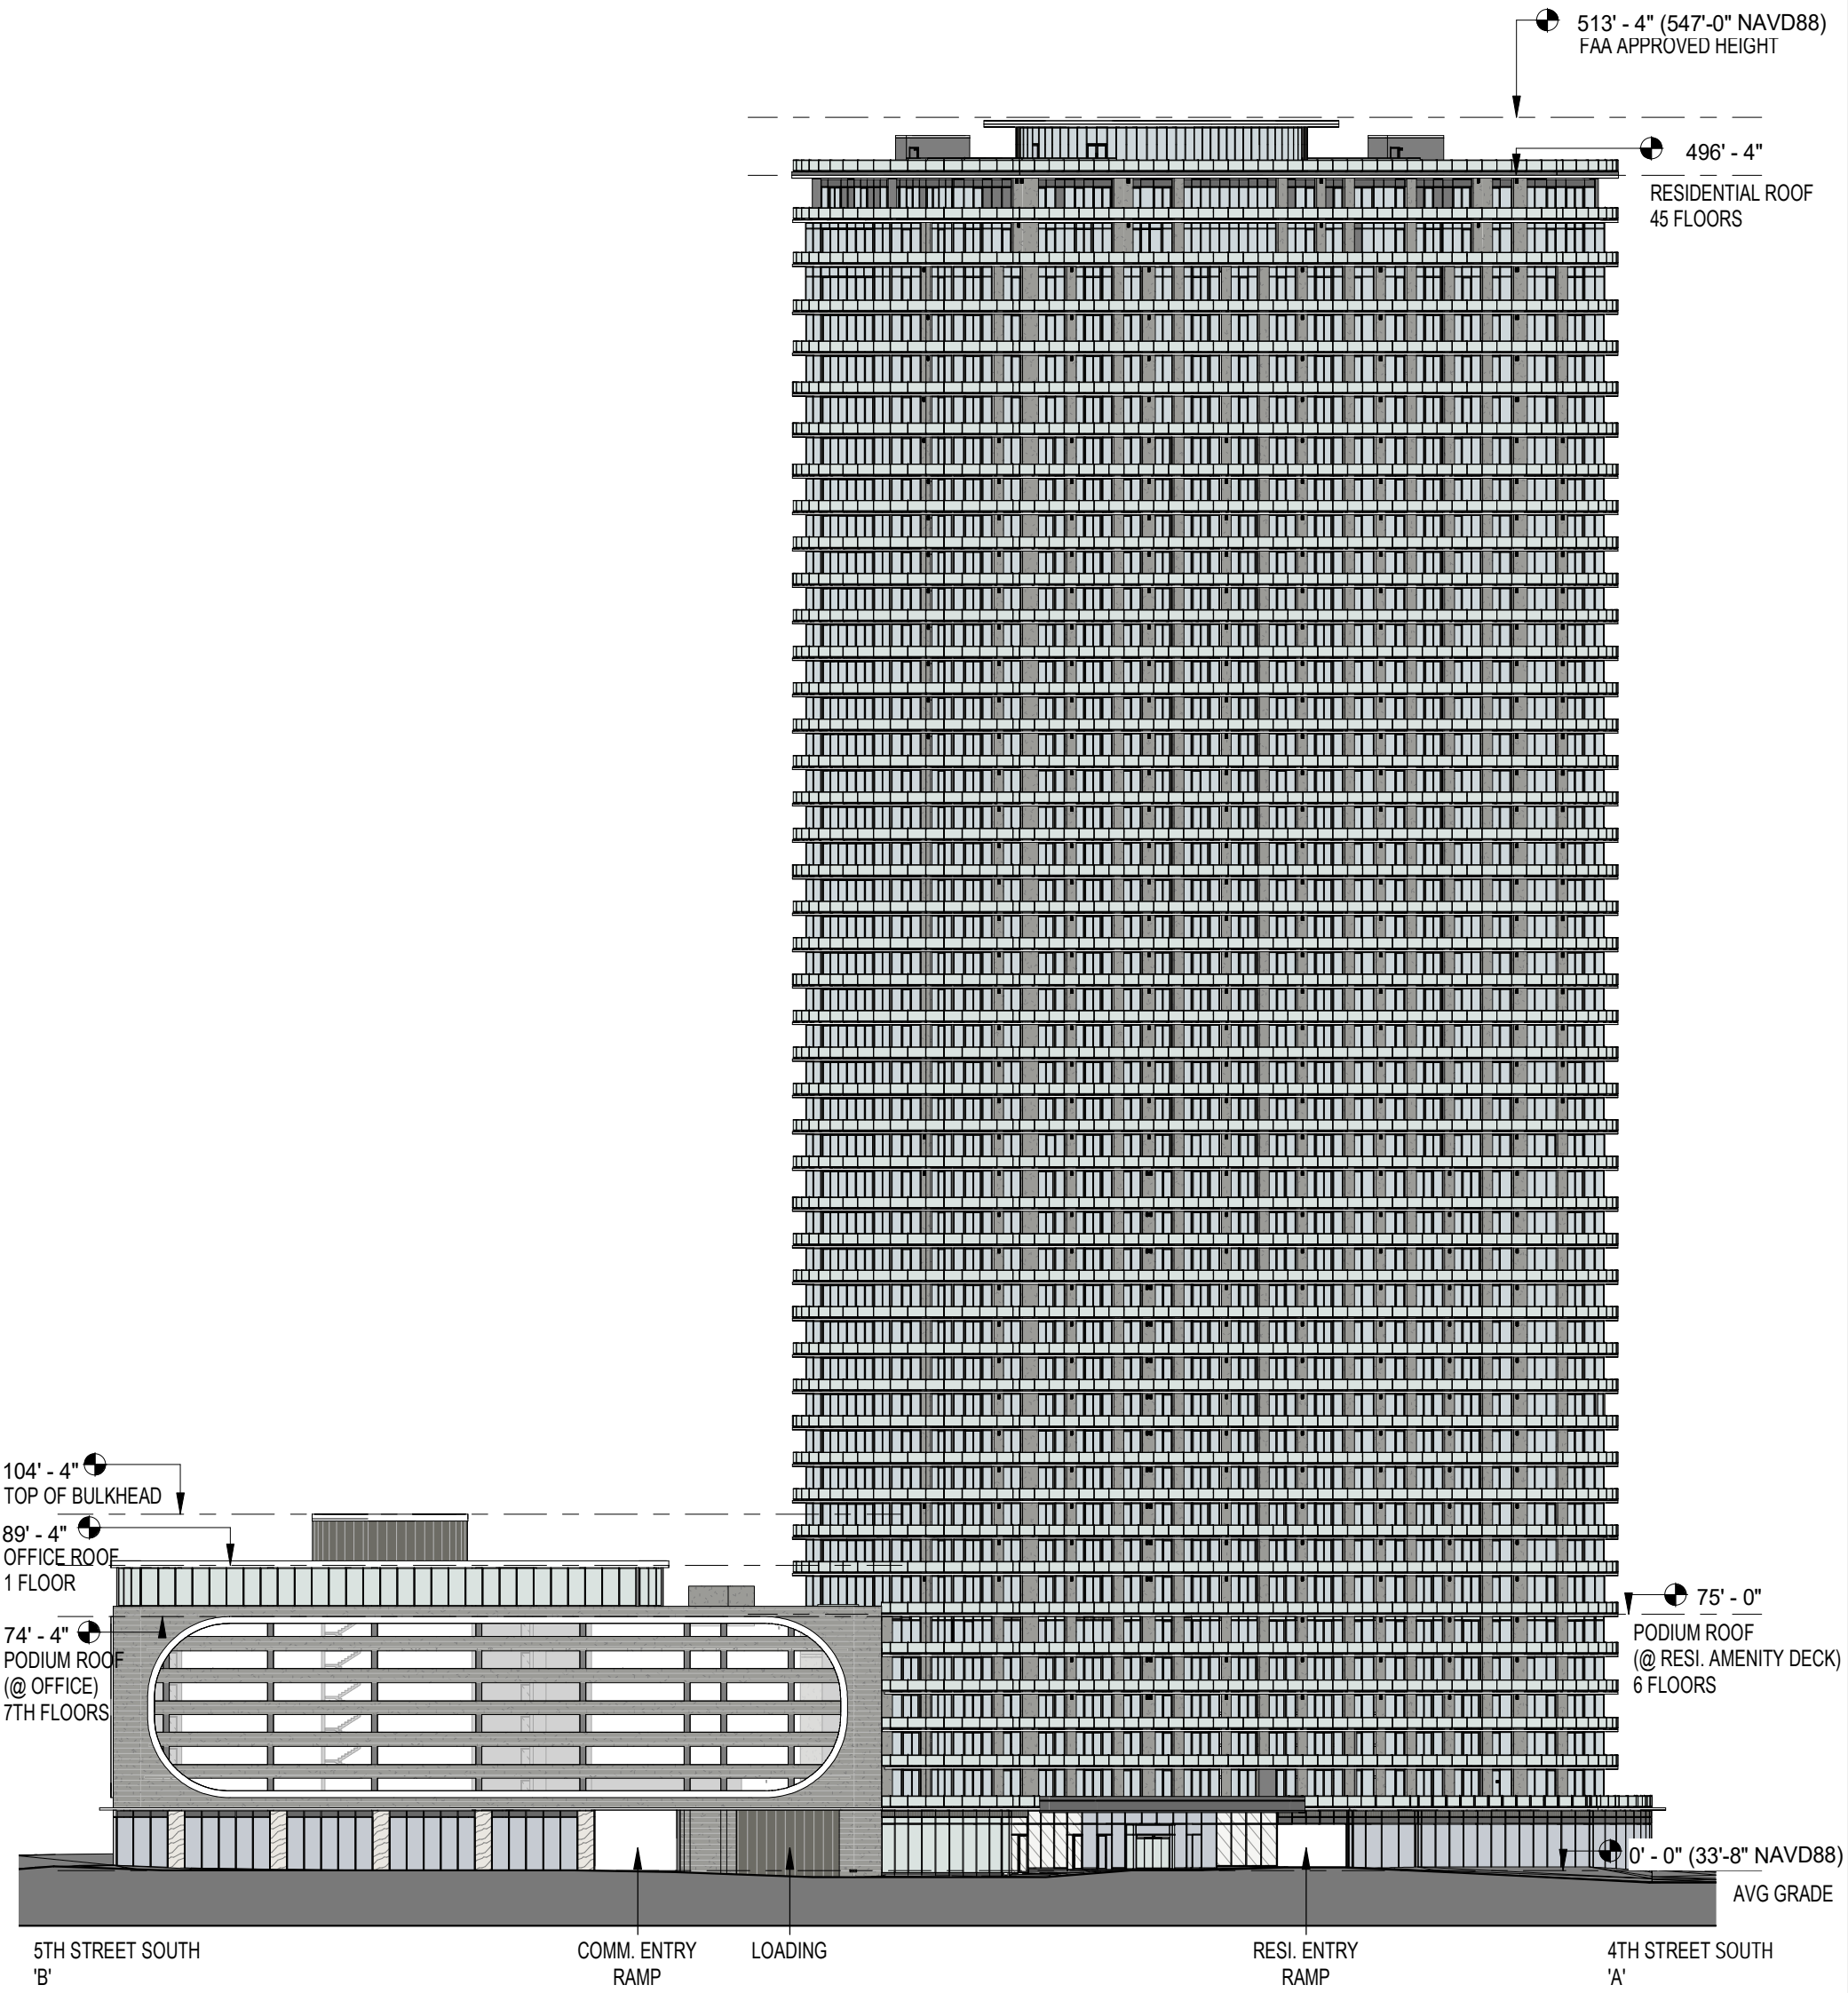 513' - 4" (547'-0" NAVD88)
FAA APPROVED HEIGHT
496' - 4"
RESIDENTIAL ROOF
45 FLOORS
104' - 4"
TOP OF BULKHEAD
89' - 4"
OFFICE ROOF
1 FLOOR
74' - 4"
PODIUM ROOF
(@ OFFICE)
7TH FLOORS
75' - 0"
PODIUM ROOF
(@ RESI. AMENITY DECK)
6 FLOORS
0' - 0" (33'-8" NAVD88)
AVG GRADE
5TH STREET SOUTH
'B'
COMM. ENTRY
RAMP
LOADING
RESI. ENTRY
RAMP
4TH STREET SOUTH
'A'